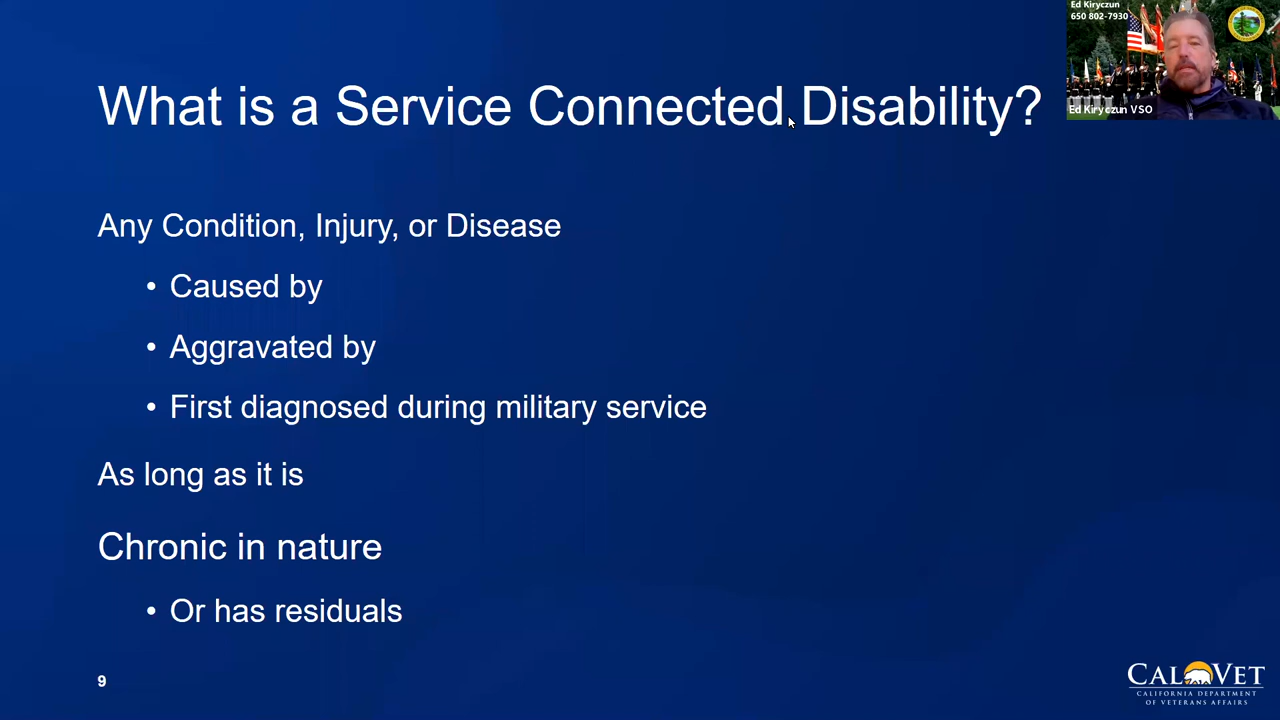 Ed Kiryczun
650 802-7930
Ed Kiryczun VSO
What is a Service Connected Disability?
Any Condition, Injury, or Disease
• Caused by
• Aggravated by
• First diagnosed during military service
As long as it is
Chronic in nature
• Or has residuals
9
CALVET
CALIFORNIA DEPARTMENT
OF VETERANS AFFAIRS